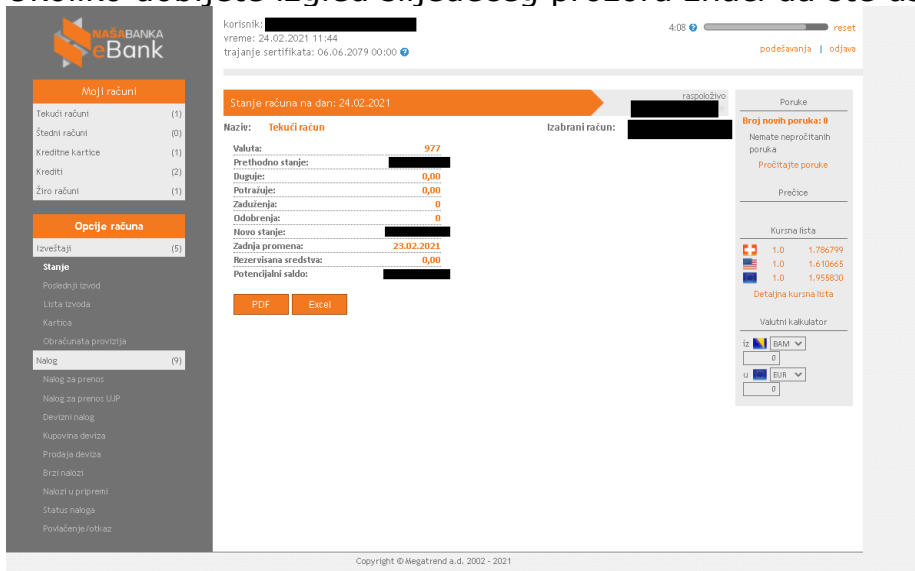 NAŠABANKA
eBank
korisnik:
vreme: 24.02.2021 11:44
trajanje sertifikata: 06.06.2079 00:00
4:08 reset
podešavanja | odjava
Moji računi
Tekući računi (1)
Štedni računi (0)
Kreditne kartice (1)
Krediti (2)
Žiro računi (1)
Opcije računa
Izveštaji (5)
Stanje
Poslednji izvod
Lista izvoda
Kartica
Obračunata provizija
Nalog (9)
Nalog za prenos
Nalog za prenos UJP
Devizni nalog
Kupovina deviza
Prodaja deviza
Brzi nalozi
Nalozi u pripremi
Status naloga
Povlačenje/otkaz
Stanje računa na dan: 24.02.2021
raspoloživo
Naziv: Tekući račun
Izabrani račun:
Valuta: 977
Prethodno stanje:
Duguje: 0,00
Potražuje: 0,00
Zaduženja: 0
Odobrenja: 0
Novo stanje:
Zadnja promena: 23.02.2021
Rezervisana sredstva: 0,00
Potencijalni saldo:
PDF Excel
Poruke
Broj novih poruka: 0
Nemate nepročitanih
poruka
Pročitajte poruke
Prečice
Kursna lista
1.0 1.786799
1.0 1.610665
1.0 1.955830
Detaljna kursna lista
Valutni kalkulator
iz BAM
0
u EUR
0
Copyright © Megatrend a.d. 2002 - 2021